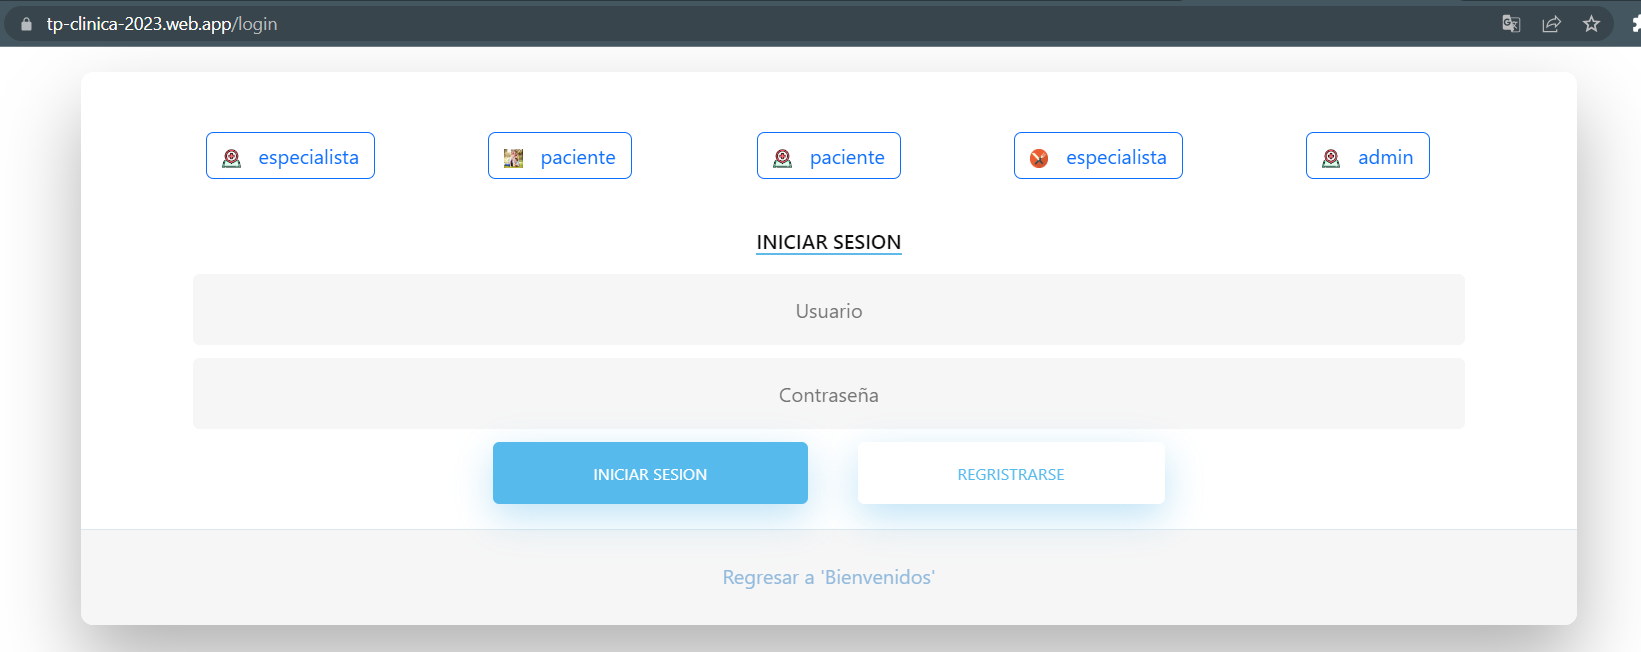 tp-clinica-2023.web.app/login
especialista
paciente
paciente
especialista
admin
INICIAR SESION
Usuario
Contraseña
INICIAR SESION
REGRISTRARSE
Regresar a 'Bienvenidos'